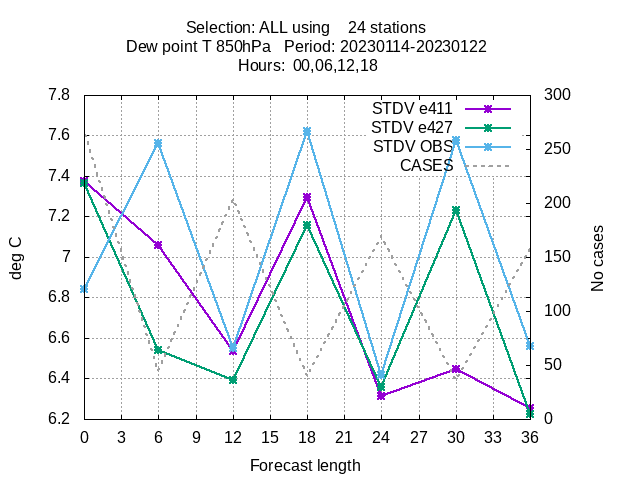 Selection: ALL using    24 stations
Dew point T 850hPa   Period: 20230114-20230122
Hours:  00,06,12,18
STDV e411
STDV e427
STDV OBS
CASES
7.8
7.6
7.4
7.2
7
6.8
6.6
6.4
6.2
deg C
300
250
200
150
100
50
0
No cases
0 3 6 9 12 15 18 21 24 27 30 33 36
Forecast length